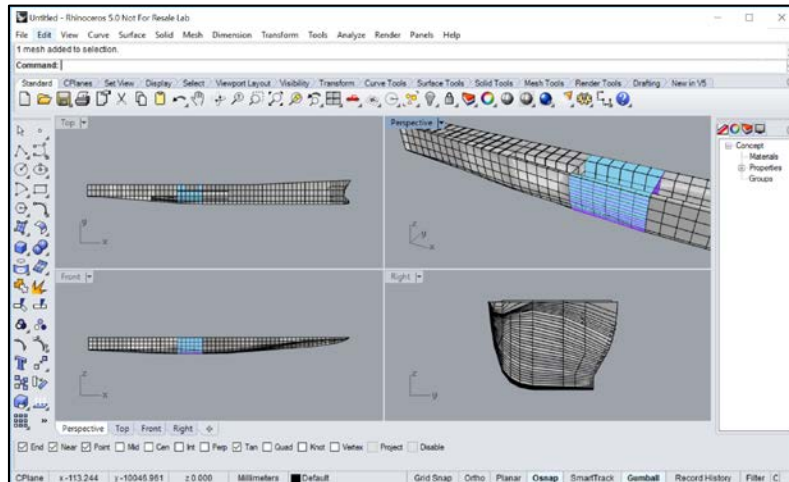 Untitled - Rhinoceros 5.0 Not For Resale Lab
File Edit View Curve Surface Solid Mesh Dimension Transform Tools Analyze Render Panels Help
1 mesh added to selection.
Command:
Standard CPlanes Set View Display Select Viewport Layout Visibility Transform Curve Tools Surface Tools Solid Tools Mesh Tools Render Tools Drafting New in V5
Top
Perspective
Concept
Materials
Properties
Groups
y
x
z
y
x
Front
Right
z
x
z
y
Perspective Top Front Right
End Near Point Mid Cen Int Perp Tan Quad Knot Vertex Project Disable
CPlane x -113.244 y -10046.961 z 0.000 Millimeters Default Grid Snap Ortho Planar Osnap SmartTrack Gumball Record History Filter C